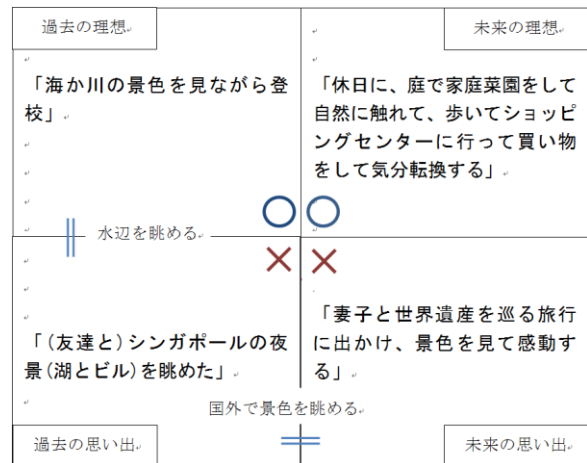 過去の理想
未来の理想
「海か川の景色を見ながら登
校」
「休日に、庭で家庭菜園をして
自然に触れて、歩いてショッピ
ングセンターに行って買い物
をして気分転換する」
○○
水辺を眺める
××
「(友達と)シンガポールの夜
景(湖とビル)を眺めた」
「妻子と世界遺産を巡る旅行
に出かけ、景色を見て感動す
る」
国外で景色を眺める
過去の思い出
未来の思い出